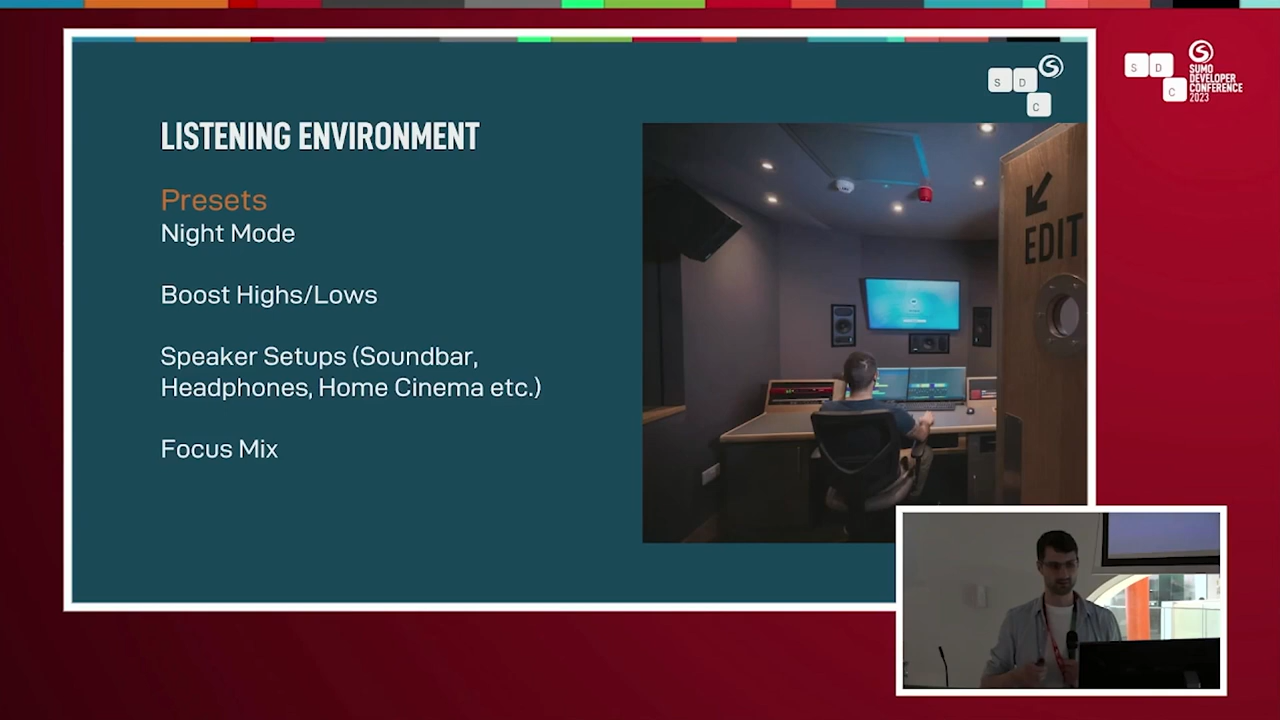 S D
C
S D
C
SUMO
DEVELOPER
CONFERENCE
2023
LISTENING ENVIRONMENT
Presets
Night Mode
Boost Highs/Lows
Speaker Setups (Soundbar,
Headphones, Home Cinema etc.)
Focus Mix
EDIT